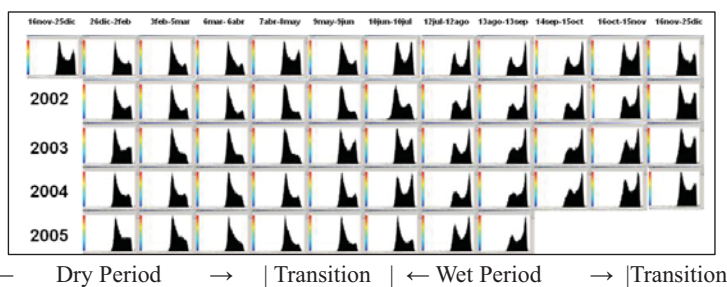 16nov-25dic 26dic-2feb 3feb-5mar 6mar-6abr 7abr-8may 9may-9jun 10jun-10jul 12jul-12ago 13ago-13sep 14sep-15oct 16oct-15nov 16nov-25dic
2002
2003
2004
2005
– Dry Period → | Transition | ← Wet Period → |Transition